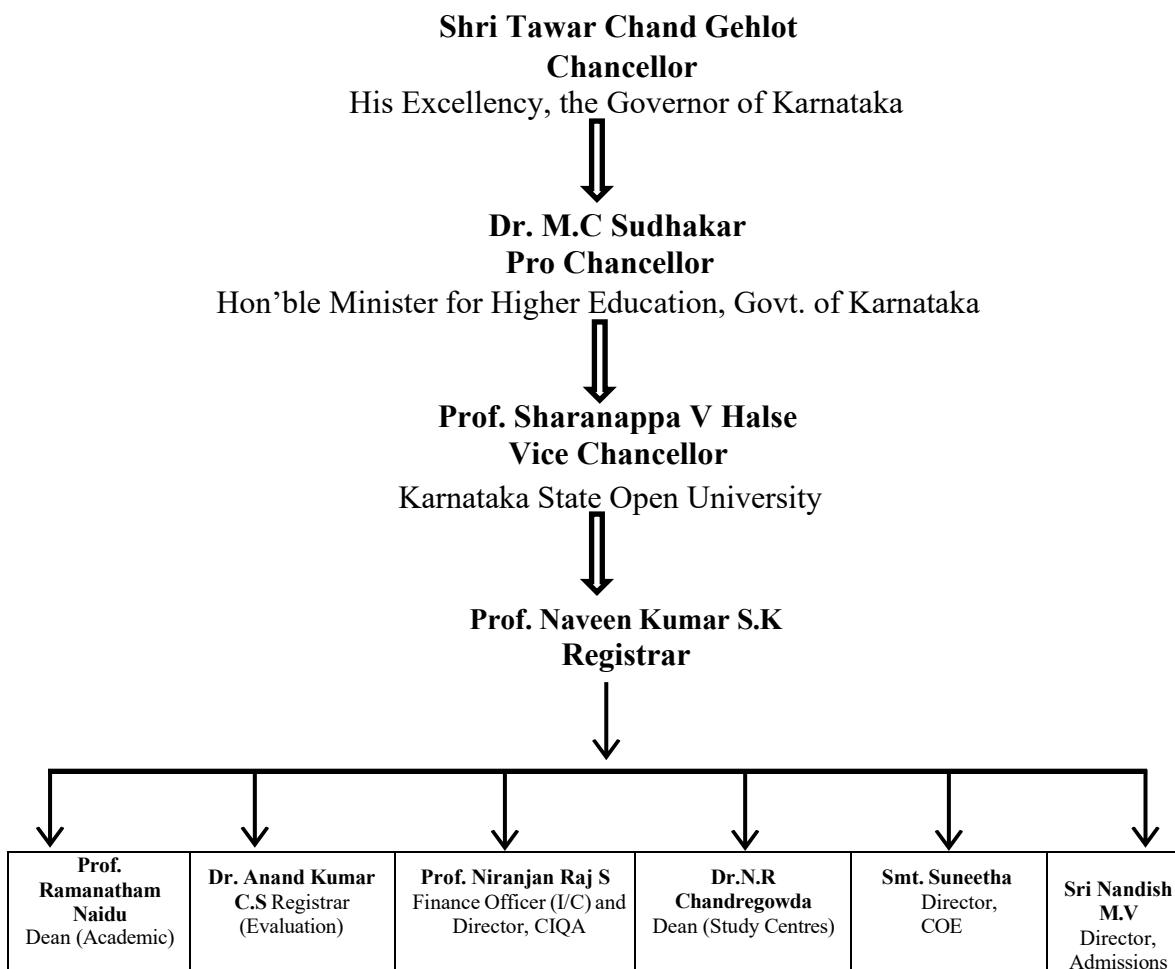 Shri Tawar Chand Gehlot
Chancellor
His Excellency, the Governor of Karnataka
Dr. M.C Sudhakar
Pro Chancellor
Hon’ble Minister for Higher Education, Govt. of Karnataka
Prof. Sharanappa V Halse
Vice Chancellor
Karnataka State Open University
Prof. Naveen Kumar S.K
Registrar
Prof.
Ramanatham
Naidu
Dean (Academic)
Dr. Anand Kumar
C.S Registrar
(Evaluation)
Prof. Niranjan Raj S
Finance Officer (I/C) and
Director, CIQA
Dr.N.R
Chandregowda
Dean (Study Centres)
Smt. Suneetha
Director,
COE
Sri Nandish
M.V
Director,
Admissions